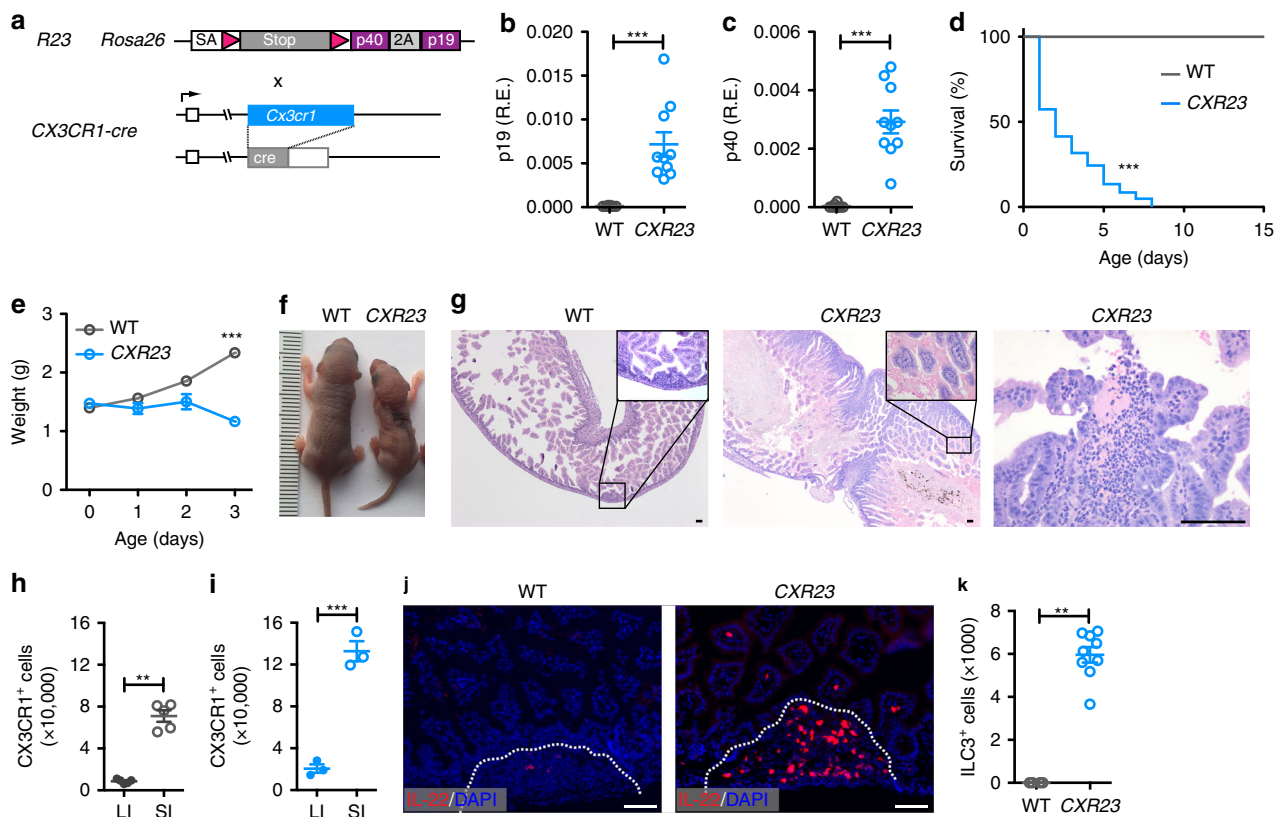 a
R23 Rosa26 SA Stop p40 2A p19
x
CX3CR1-cre Cx3cr1
cre
b
***
p19 (R.E.)
0.020
0.015
0.010
0.005
0.000
WT CXR23
c
***
p40 (R.E.)
0.006
0.004
0.002
0.000
WT CXR23
d
Survival (%)
100
50
0
WT
CXR23
***
0 5 10 15
Age (days)
e
Weight (g)
3
2
1
0
WT
CXR23
***
0 1 2 3
Age (days)
f
WT CXR23
g
WT CXR23 CXR23
h
CX3CR1+ cells
(×10,000)
16
12
8
4
0
**
LI SI
i
CX3CR1+ cells
(×10,000)
16
12
8
4
0
***
LI SI
j
WT CXR23
IL-22/DAPI IL-22/DAPI
k
ILC3+ cells (×1000)
8
6
4
2
0
**
WT CXR23